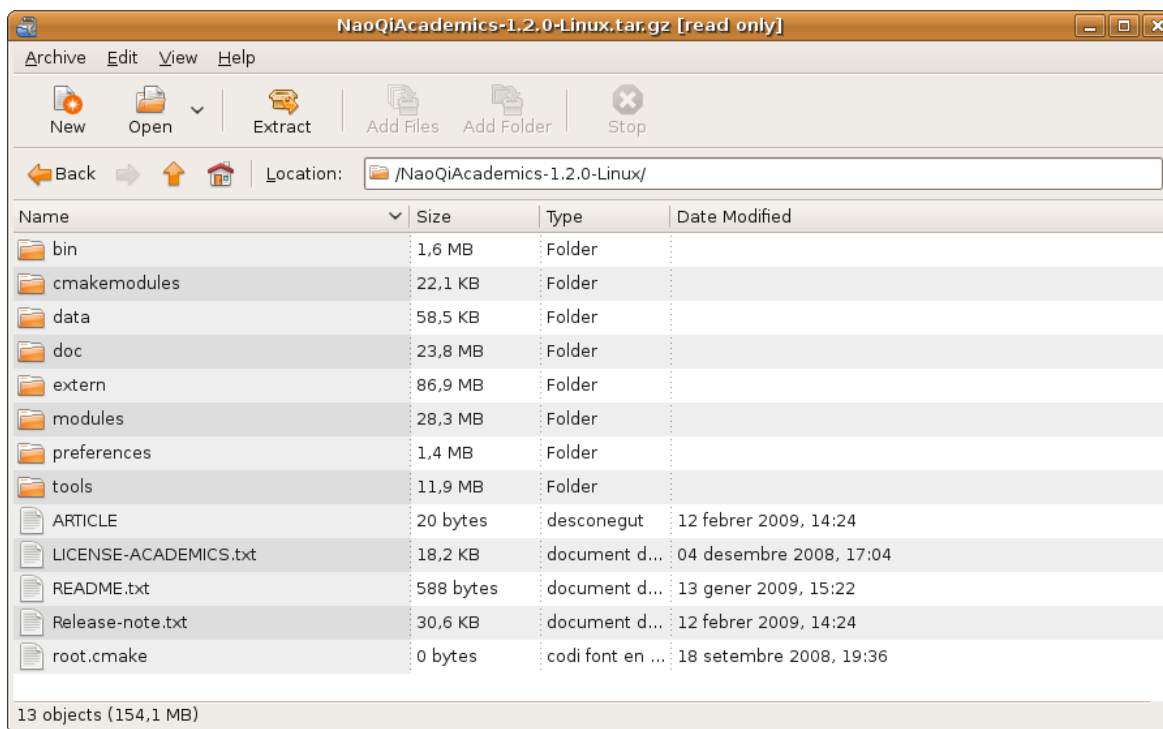 NaoQiAcademics-1.2.0-Linux.tar.gz [read only]
Archive Edit View Help
New Open Extract Add Files Add Folder Stop
Back Location: /NaoQiAcademics-1.2.0-Linux/
Name Size Type Date Modified
bin 1,6 MB Folder
cmakemodules 22,1 KB Folder
data 58,5 KB Folder
doc 23,8 MB Folder
extern 86,9 MB Folder
modules 28,3 MB Folder
preferences 1,4 MB Folder
tools 11,9 MB Folder
ARTICLE 20 bytes desconegut 12 febrer 2009, 14:24
LICENSE-ACADEMICS.txt 18,2 KB document d... 04 desembre 2008, 17:04
README.txt 588 bytes document d... 13 gener 2009, 15:22
Release-note.txt 30,6 KB document d... 12 febrer 2009, 14:24
root.cmake 0 bytes codi font en ... 18 setembre 2008, 19:36
13 objects (154,1 MB)